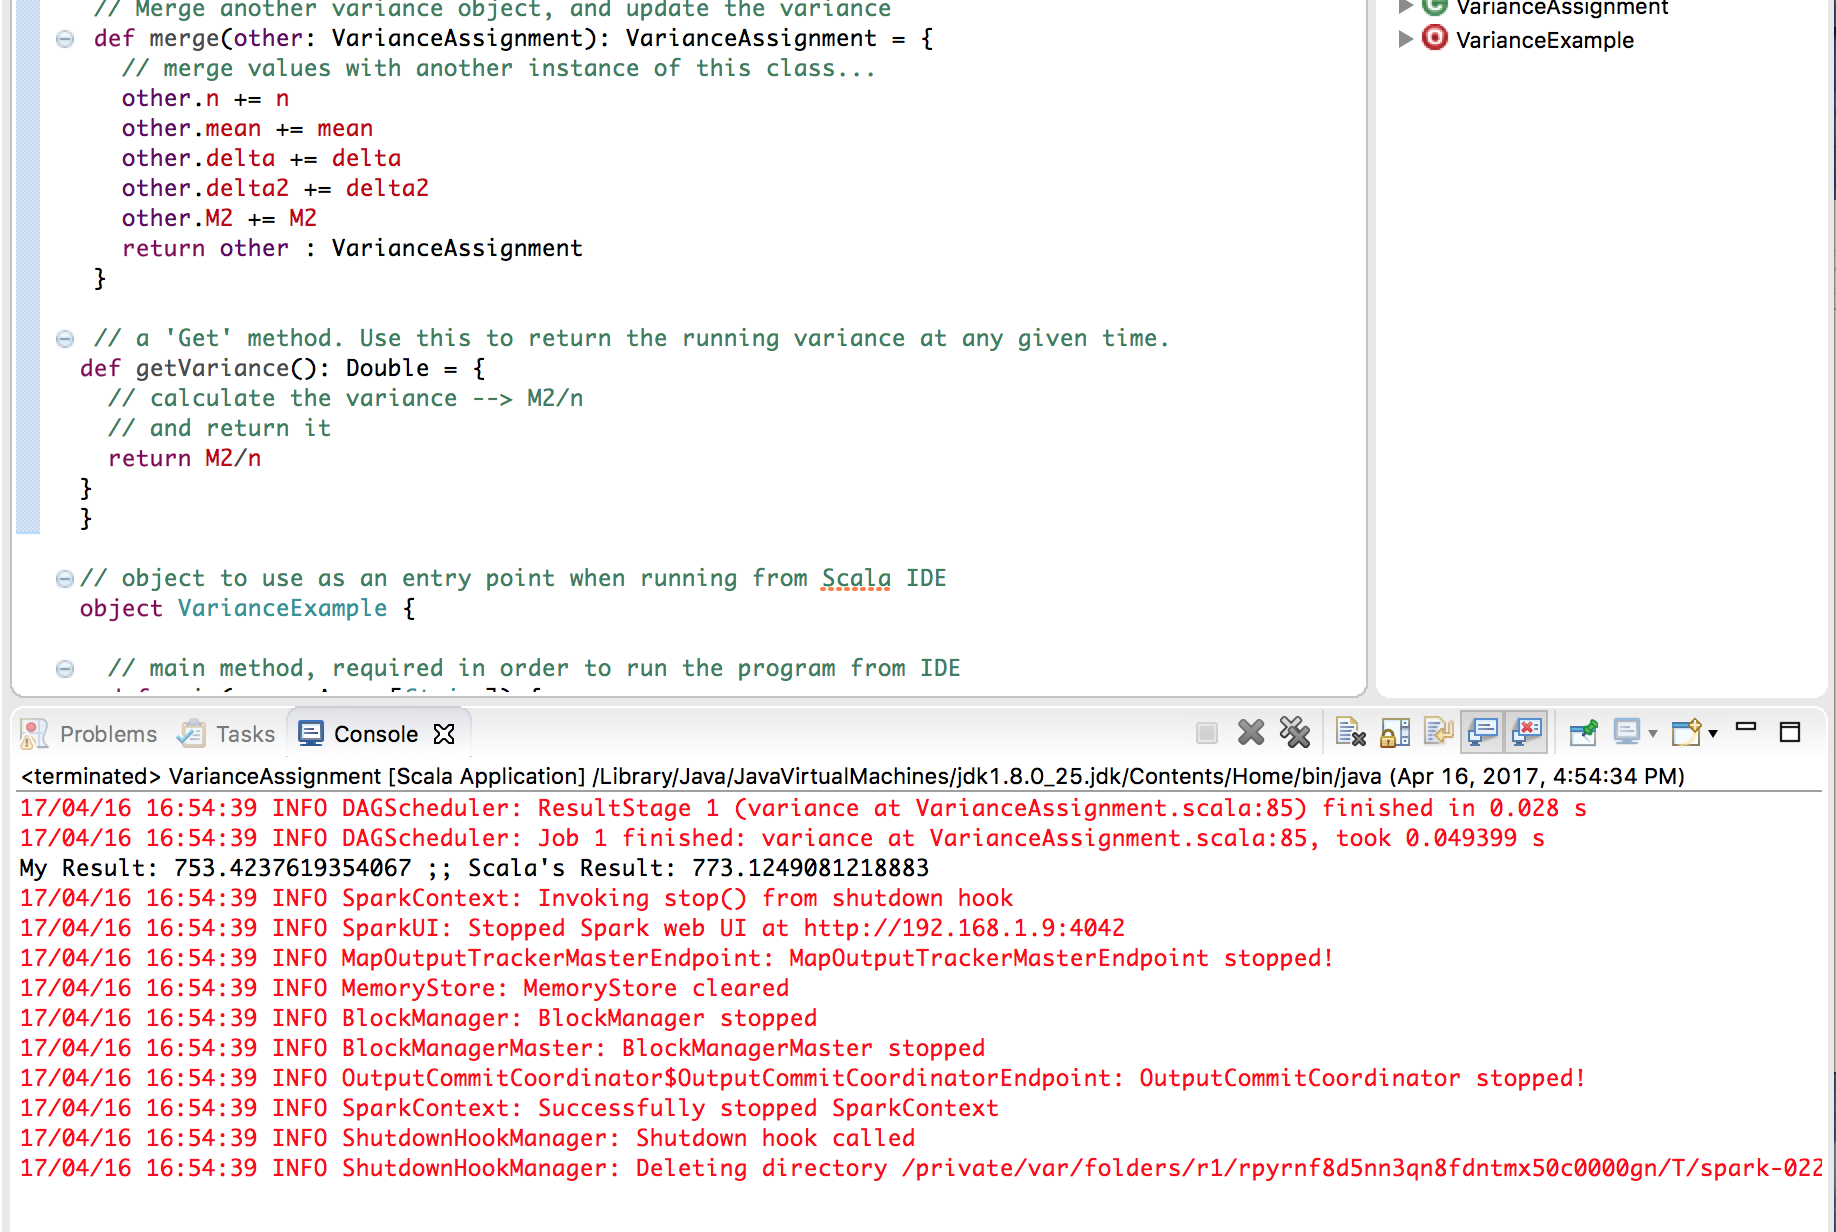 // Merge another variance object, and update the variance
def merge(other: VarianceAssignment): VarianceAssignment = {
// merge values with another instance of this class...
other.n += n
other.mean += mean
other.delta += delta
other.delta2 += delta2
other.M2 += M2
return other : VarianceAssignment
}
// a 'Get' method. Use this to return the running variance at any given time.
def getVariance(): Double = {
// calculate the variance --> M2/n
// and return it
return M2/n
}
}
// object to use as an entry point when running from Scala IDE
object VarianceExample {
// main method, required in order to run the program from IDE
VarianceAssignment
VarianceExample
Problems Tasks Console
<terminated> VarianceAssignment [Scala Application] /Library/Java/JavaVirtualMachines/jdk1.8.0_25.jdk/Contents/Home/bin/java (Apr 16, 2017, 4:54:34 PM)
17/04/16 16:54:39 INFO DAGScheduler: ResultStage 1 (variance at VarianceAssignment.scala:85) finished in 0.028 s
17/04/16 16:54:39 INFO DAGScheduler: Job 1 finished: variance at VarianceAssignment.scala:85, took 0.049399 s
My Result: 753.4237619354067 ;; Scala's Result: 773.1249081218883
17/04/16 16:54:39 INFO SparkContext: Invoking stop() from shutdown hook
17/04/16 16:54:39 INFO SparkUI: Stopped Spark web UI at http://192.168.1.9:4042
17/04/16 16:54:39 INFO MapOutputTrackerMasterEndpoint: MapOutputTrackerMasterEndpoint stopped!
17/04/16 16:54:39 INFO MemoryStore: MemoryStore cleared
17/04/16 16:54:39 INFO BlockManager: BlockManager stopped
17/04/16 16:54:39 INFO BlockManagerMaster: BlockManagerMaster stopped
17/04/16 16:54:39 INFO OutputCommitCoordinator$OutputCommitCoordinatorEndpoint: OutputCommitCoordinator stopped!
17/04/16 16:54:39 INFO SparkContext: Successfully stopped SparkContext
17/04/16 16:54:39 INFO ShutdownHookManager: Shutdown hook called
17/04/16 16:54:39 INFO ShutdownHookManager: Deleting directory /private/var/folders/r1/rpyrnf8d5nn3qn8fdntmx50c0000gn/T/spark-022